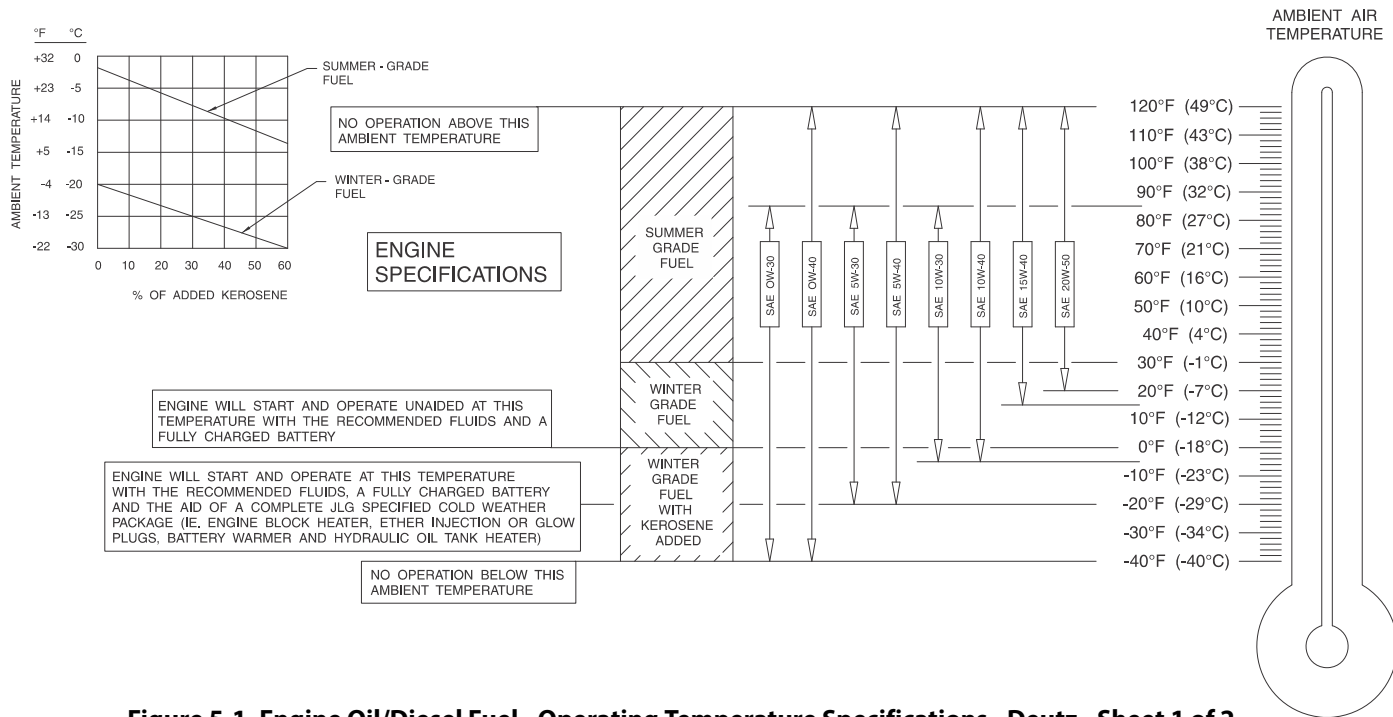 AMBIENT AIR
TEMPERATURE
°F °C
+32 0
+23 -5
+14 -10
+5 -15
-4 -20
-13 -25
-22 -30
AMBIENT TEMPERATURE
0 10 20 30 40 50 60
% OF ADDED KEROSENE
SUMMER - GRADE
FUEL
WINTER - GRADE
FUEL
NO OPERATION ABOVE THIS
AMBIENT TEMPERATURE
ENGINE
SPECIFICATIONS
ENGINE WILL START AND OPERATE UNAIDED AT THIS
TEMPERATURE WITH THE RECOMMENDED FLUIDS AND A
FULLY CHARGED BATTERY
ENGINE WILL START AND OPERATE AT THIS TEMPERATURE
WITH THE RECOMMENDED FLUIDS, A FULLY CHARGED BATTERY
AND THE AID OF A COMPLETE JLG SPECIFIED COLD WEATHER
PACKAGE (IE. ENGINE BLOCK HEATER, ETHER INJECTION OR GLOW
PLUGS, BATTERY WARMER AND HYDRAULIC OIL TANK HEATER)
NO OPERATION BELOW THIS
AMBIENT TEMPERATURE
SUMMER
GRADE
FUEL
WINTER
GRADE
FUEL
WINTER
GRADE
FUEL
WITH
KEROSENE
ADDED
SAE 0W-30
SAE 0W-40
SAE 5W-30
SAE 5W-40
SAE 10W-30
SAE 10W-40
SAE 15W-40
SAE 20W-50
120°F (49°C)
110°F (43°C)
100°F (38°C)
90°F (32°C)
80°F (27°C)
70°F (21°C)
60°F (16°C)
50°F (10°C)
40°F (4°C)
30°F (-1°C)
20°F (-7°C)
10°F (-12°C)
0°F (-18°C)
-10°F (-23°C)
-20°F (-29°C)
-30°F (-34°C)
-40°F (-40°C)